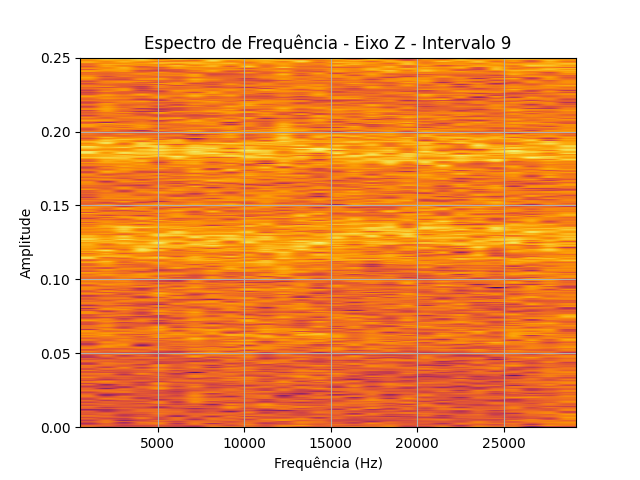 Espectro de Frequência - Eixo Z - Intervalo 9
0.25
0.20
0.15
0.10
0.05
0.00
Amplitude
5000 10000 15000 20000 25000
Frequência (Hz)